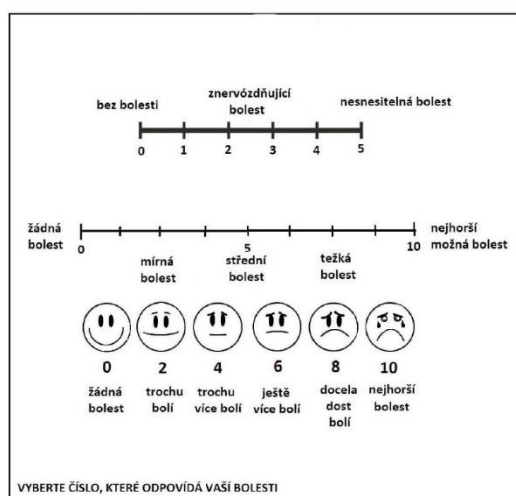 bez bolesti
znervózdňující
bolest
nesnesitelná bolest
0 1 2 3 4 5
žádná
bolest
0 5 10
nejhorší
možná bolest
mírná
bolest
střední
bolest
těžká
bolest
0 2 4 6 8 10
žádná
bolest
trochu
bolí
trochu
více bolí
ještě
více bolí
docela
dost
bolí
nejhorší
bolest
VYBERTE ČÍSLO, KTERÉ ODPOVÍDÁ VAŠÍ BOLESTI